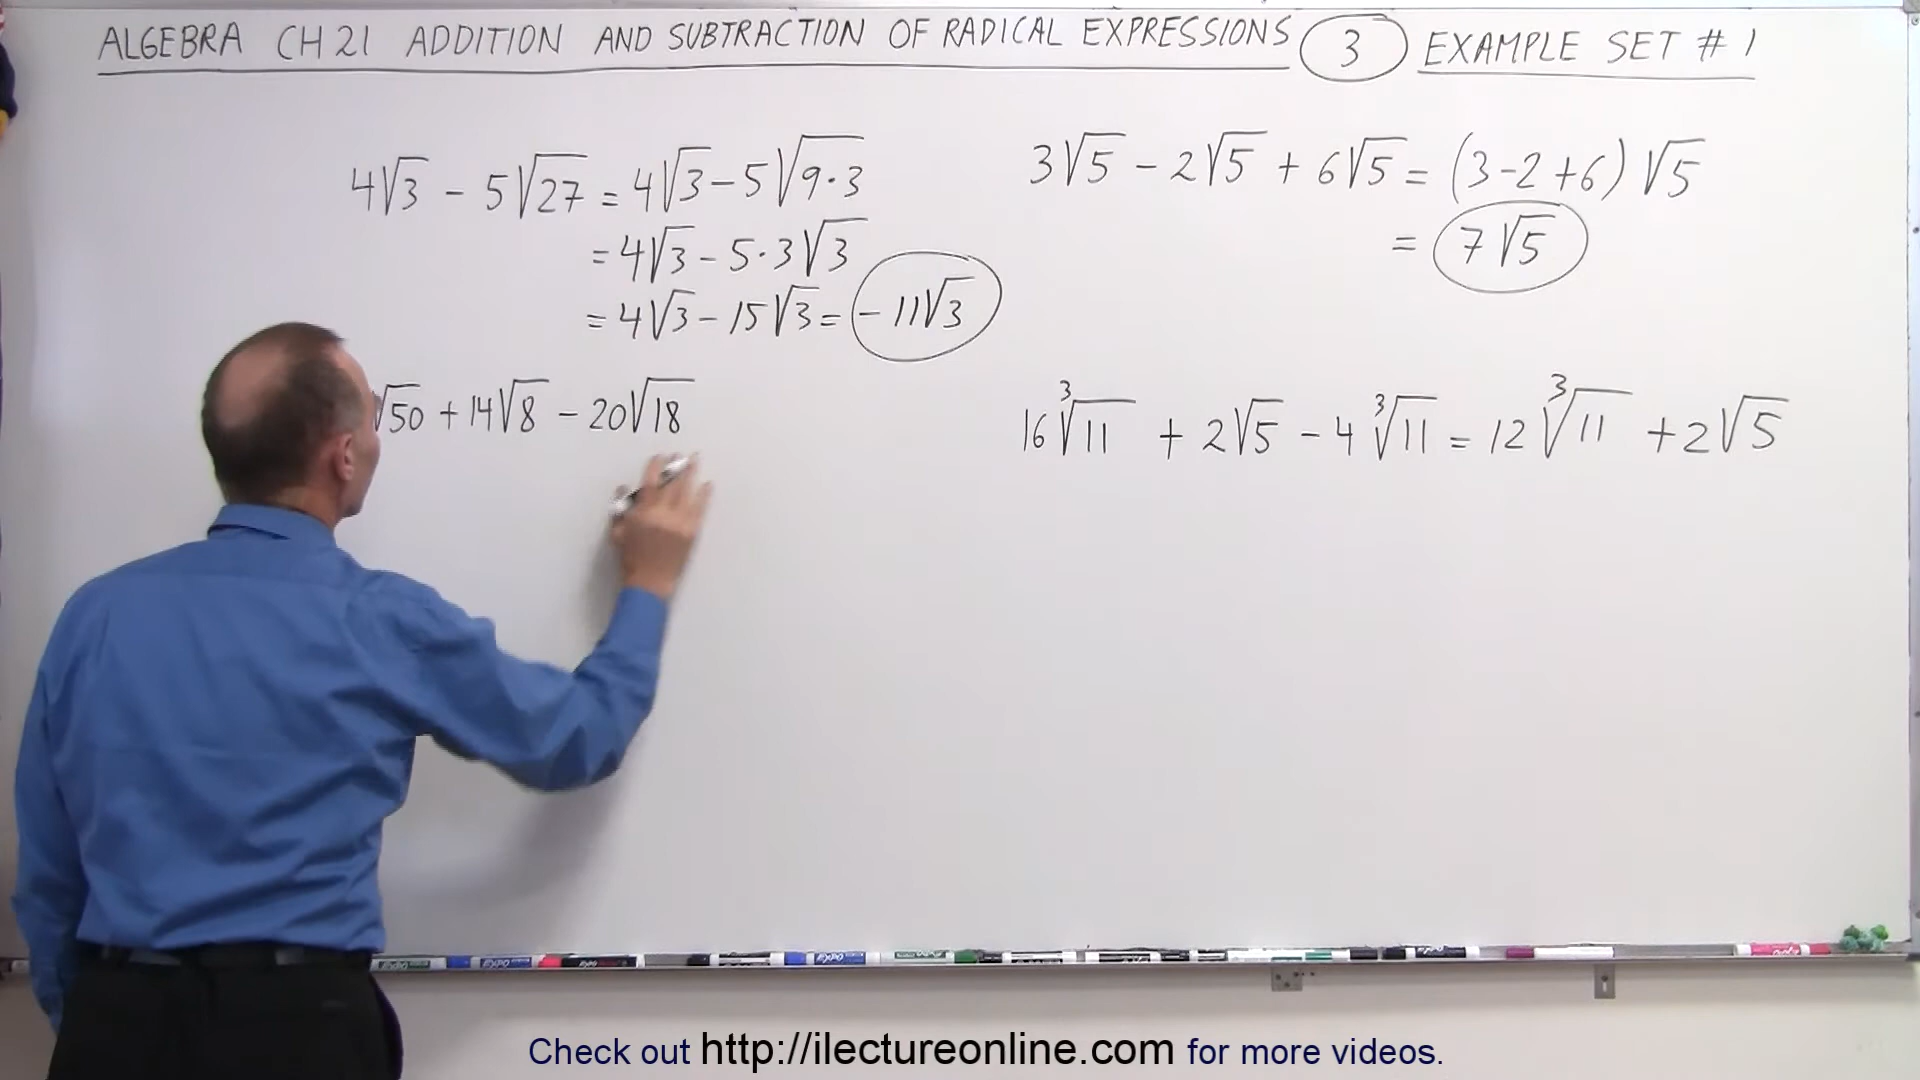 ALGEBRA CH 21 ADDITION AND SUBTRACTION OF RADICAL EXPRESSIONS 3 EXAMPLE SET # 1
4√3 - 5√27 = 4√3 - 5√9·3
= 4√3 - 5·3√3
= 4√3 - 15√3 = -11√3
3√5 - 2√5 + 6√5 = (3-2+6)√5
= 7√5
√50 + 14√8 - 20√18
16∛11 + 2√5 - 4∛11 = 12∛11 + 2√5
Check out http://ilectureonline.com for more videos.